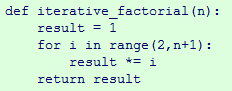 def iterative_factorial(n):
    result = 1
    for i in range(2,n+1):
        result *= i
    return result